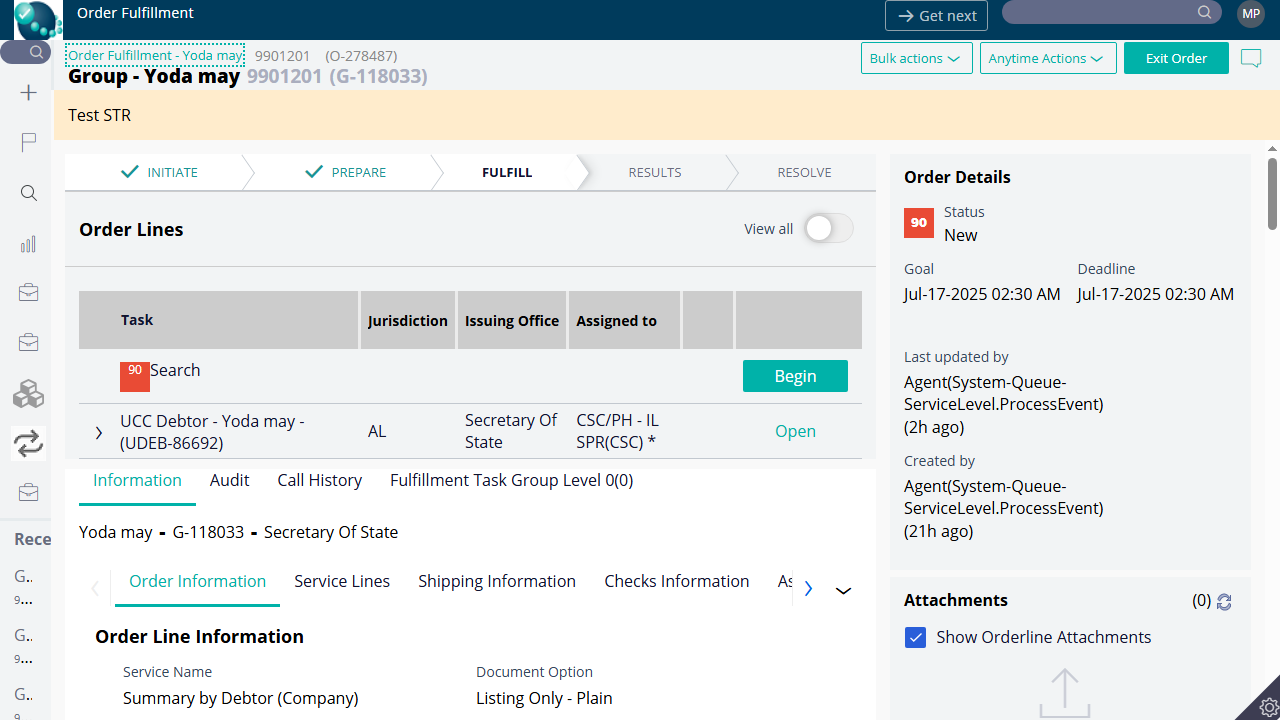 Order Fulfillment
Get next
MP
Order Fulfillment - Yoda may 9901201 (O-278487)
Group - Yoda may 9901201 (G-118033)
Bulk actions
Anytime Actions
Exit Order
Test STR
INITIATE
PREPARE
FULFILL
RESULTS
RESOLVE
Order Lines
View all
Task Jurisdiction Issuing Office Assigned to
90 Search Begin
UCC Debtor - Yoda may -
(UDEB-86692)
AL
Secretary Of
State
CSC/PH - IL
SPR(CSC) *
Open
Information Audit Call History Fulfillment Task Group Level 0(0)
Yoda may - G-118033 - Secretary Of State
Order Information Service Lines Shipping Information Checks Information As
Order Line Information
Service Name
Summary by Debtor (Company)
Document Option
Listing Only - Plain
Order Details
90
Status
New
Goal
Jul-17-2025 02:30 AM
Deadline
Jul-17-2025 02:30 AM
Last updated by
Agent(System-Queue-
ServiceLevel.ProcessEvent)
(2h ago)
Created by
Agent(System-Queue-
ServiceLevel.ProcessEvent)
(21h ago)
Attachments (0)
Show Orderline Attachments
Rece
G..
9...
G..
9...
G..
9